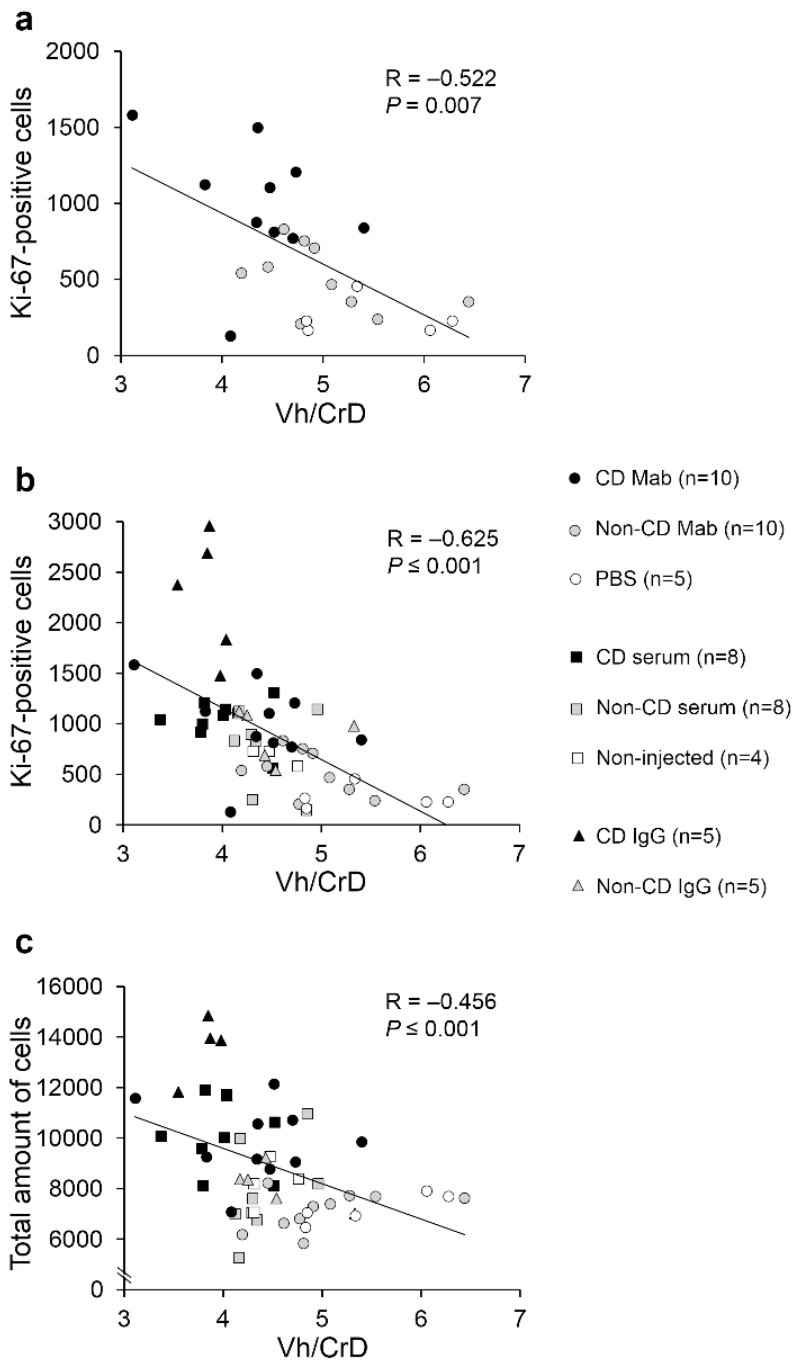 a
2000
1500
1000
500
0
Ki-67-positive cells
R = –0.522
P = 0.007
3 4 5 6 7
Vh/CrD
b
3000
2500
2000
1500
1000
500
0
Ki-67-positive cells
R = –0.625
P ≤ 0.001
3 4 5 6 7
Vh/CrD
CD Mab (n=10)
Non-CD Mab (n=10)
PBS (n=5)
CD serum (n=8)
Non-CD serum (n=8)
Non-injected (n=4)
CD IgG (n=5)
Non-CD IgG (n=5)
c
16000
14000
12000
10000
8000
6000
0
Total amount of cells
R = –0.456
P ≤ 0.001
3 4 5 6 7
Vh/CrD